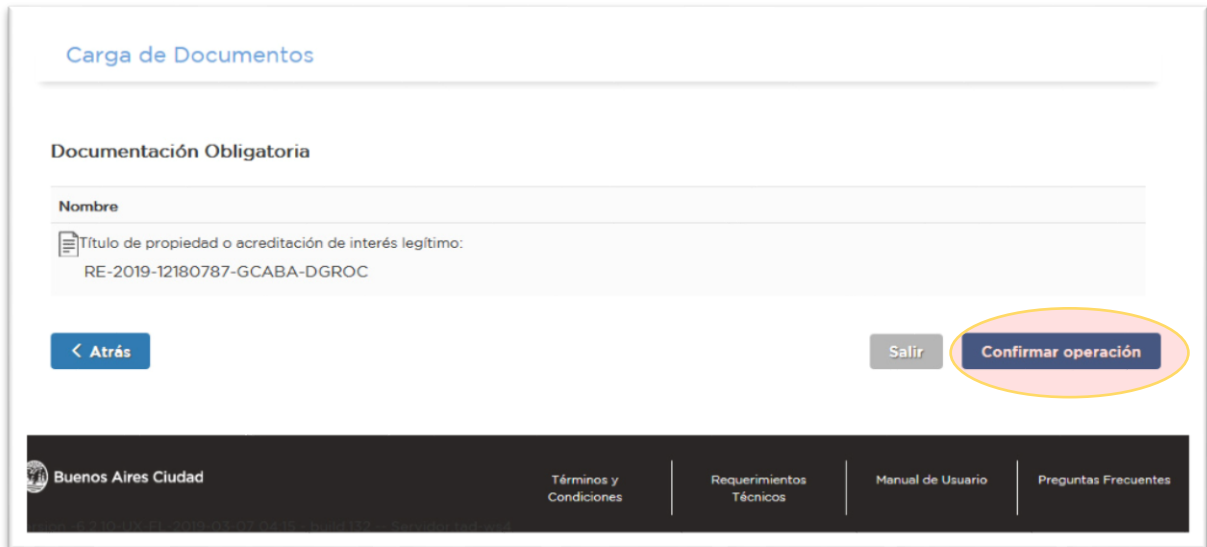 Carga de Documentos
Documentación Obligatoria
Nombre
Título de propiedad o acreditación de interés legítimo:
RE-2019-12180787-GCABA-DGROC
< Atrás
Salir
Confirmar operación
Buenos Aires Ciudad
Términos y
Condiciones
Requerimientos
Técnicos
Manual de Usuario
Preguntas Frecuentes